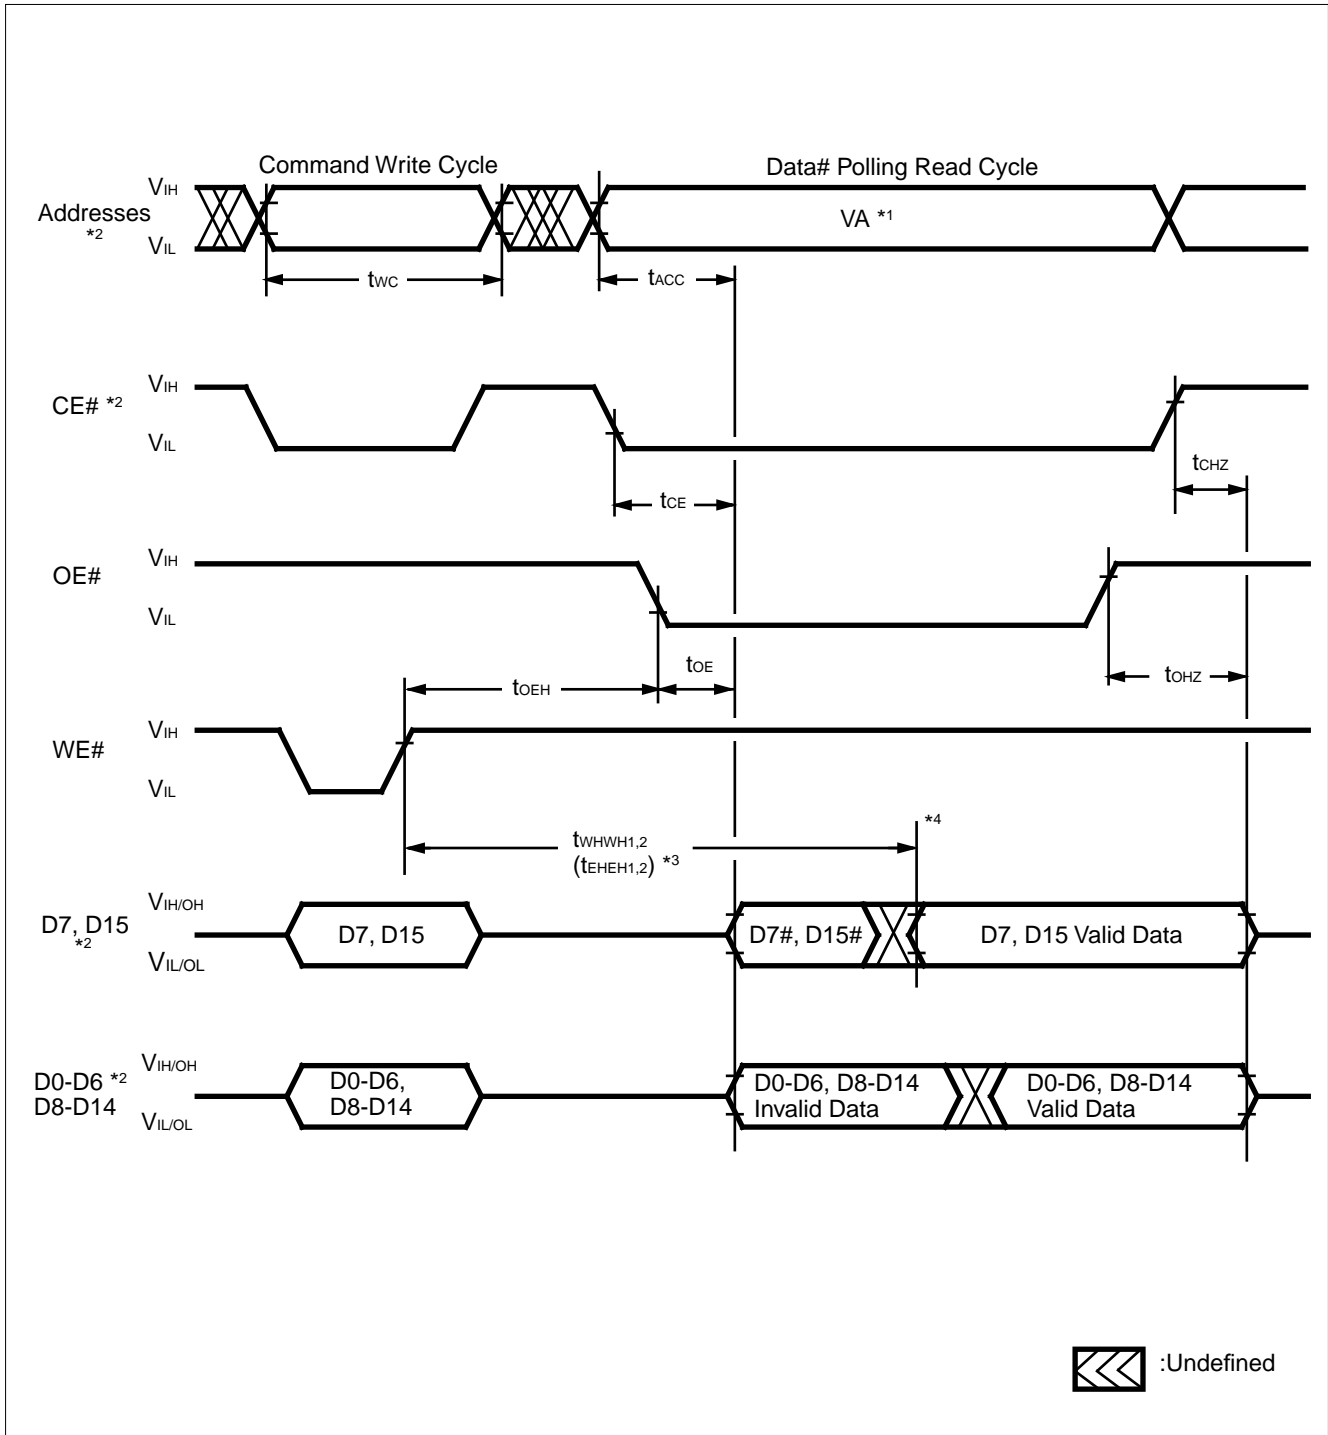 Command Write Cycle
Data# Polling Read Cycle
Addresses
*2
VIH
VIL
VA *1
tWC
tACC
CE# *2
VIH
VIL
tCE
tCHZ
OE#
VIH
VIL
tOEH
tOE
tOHZ
WE#
VIH
VIL
tWHWH1,2
(tEHEH1,2) *3
*4
D7, D15
*2
VIH/OH
VIL/OL
D7, D15
D7#, D15#
D7, D15 Valid Data
D0-D6 *2
D8-D14
VIH/OH
VIL/OL
D0-D6,
D8-D14
D0-D6, D8-D14
Invalid Data
D0-D6, D8-D14
Valid Data
:Undefined